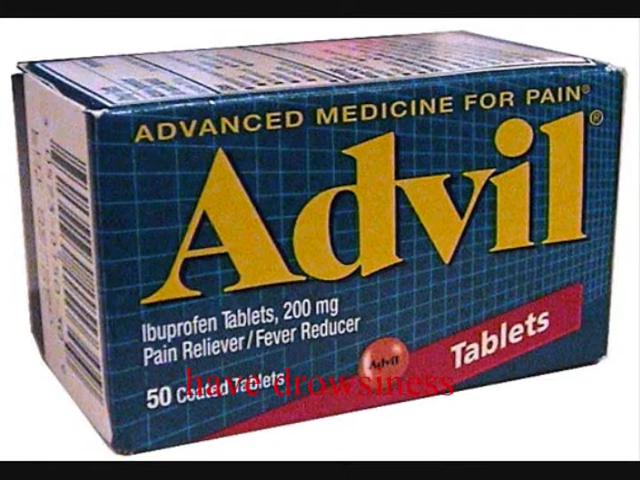 ADVANCED MEDICINE FOR PAIN®
Advil®
Ibuprofen Tablets, 200 mg
Pain Reliever/Fever Reducer
50 Coated Tablets
Advil
Tablets
have drowsiness